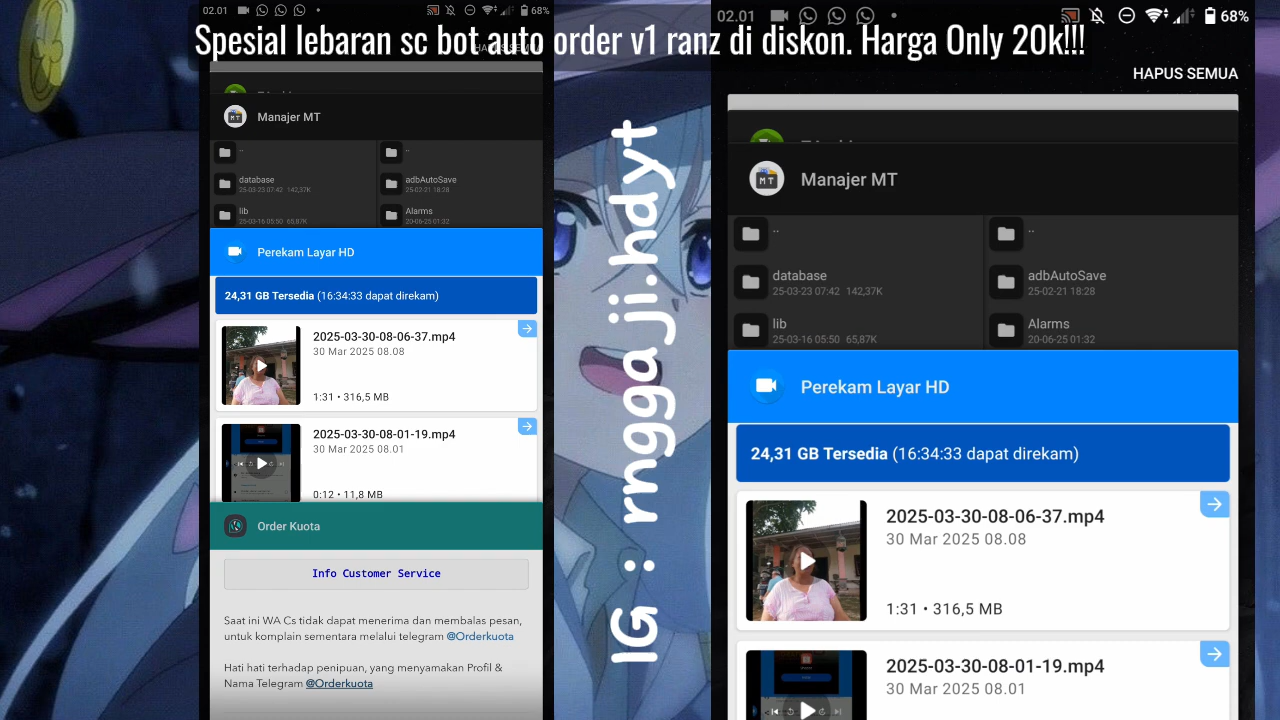 Spesial lebaran sc bot auto order v1 ranz di diskon. Harga Only 20k!!!
02.01
68%
Manajer MT
..
..
database
25-03-23 07:42 142,37K
adbAutoSave
25-02-21 18:28
lib
25-03-16 05:50 65,87K
Alarms
20-06-25 01:32
Perekam Layar HD
24,31 GB Tersedia (16:34:33 dapat direkam)
2025-03-30-08-06-37.mp4
30 Mar 2025 08.08
1:31 • 316,5 MB
2025-03-30-08-01-19.mp4
30 Mar 2025 08.01
0:12 • 11,8 MB
Order Kuota
Info Customer Service
Saat ini WA Cs tidak dapat menerima dan membalas pesan,
untuk komplain sementara melalui telegram @Orderkuota
Hati hati terhadap penipuan, yang menyamakan Profil &
Nama Telegram @Orderkuota
IG : rnggaji.hdyt
02.01
68%
HAPUS SEMUA
Manajer MT
..
..
database
25-03-23 07:42 142,37K
adbAutoSave
25-02-21 18:28
lib
25-03-16 05:50 65,87K
Alarms
20-06-25 01:32
Perekam Layar HD
24,31 GB Tersedia (16:34:33 dapat direkam)
2025-03-30-08-06-37.mp4
30 Mar 2025 08.08
1:31 • 316,5 MB
2025-03-30-08-01-19.mp4
30 Mar 2025 08.01